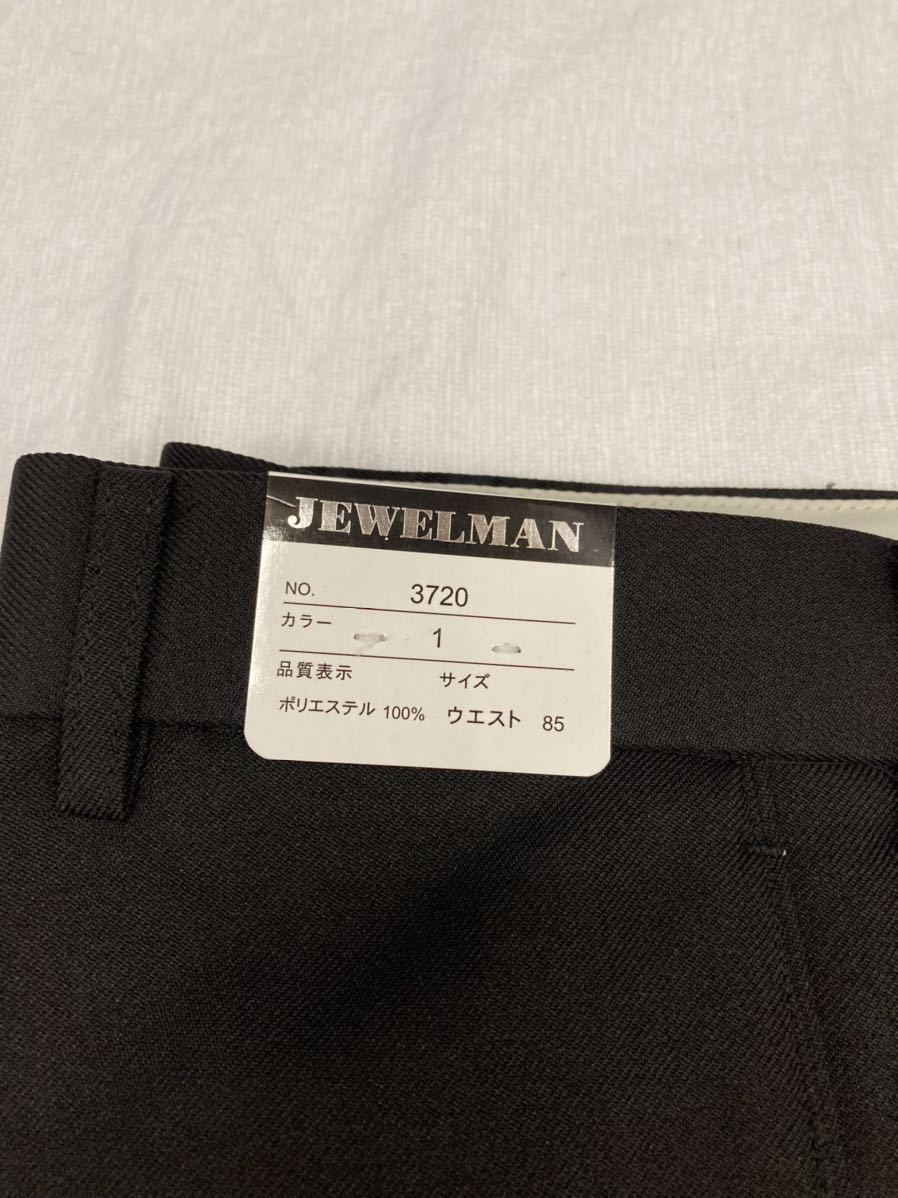 JEWELMAN
NO. 3720
カラー 1
品質表示 サイズ
ポリエステル 100% ウエスト 85